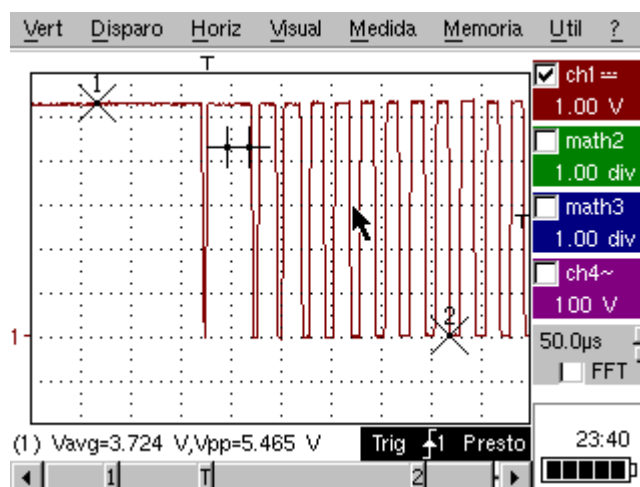 Vert Disparo Horiz Visual Medida Memoria Util ?
T
1
ch1
1.00 V
math2
1.00 div
math3
1.00 div
T
ch4~
100 V
2
1
50.0µs
FFT
(1) Vavg=3.724 V,Vpp=5.465 V
Trig 1 Presto
23:40
1 T 2